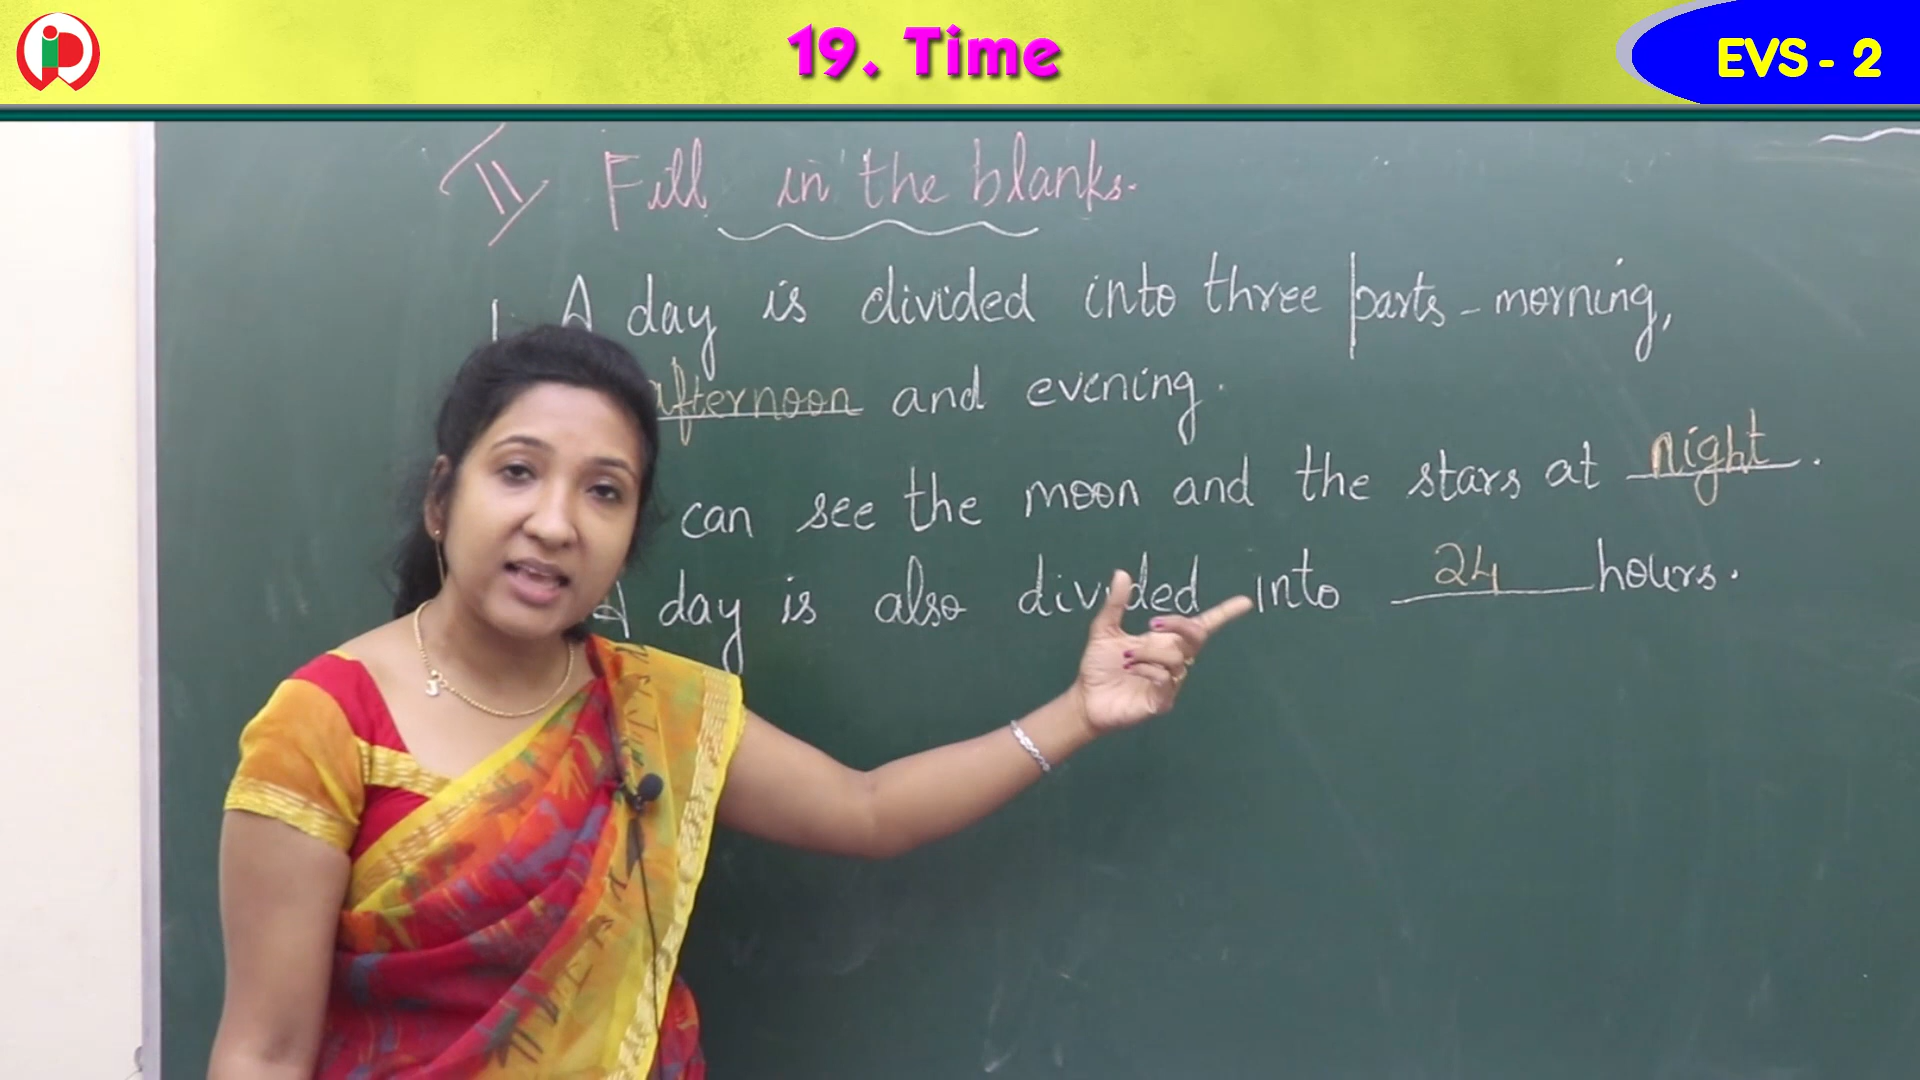 19. Time
EVS - 2
II) Fill in the blanks.
1. A day is divided into three parts - morning,
afternoon and evening.
can see the moon and the stars at night.
A day is also divided into 24 hours.